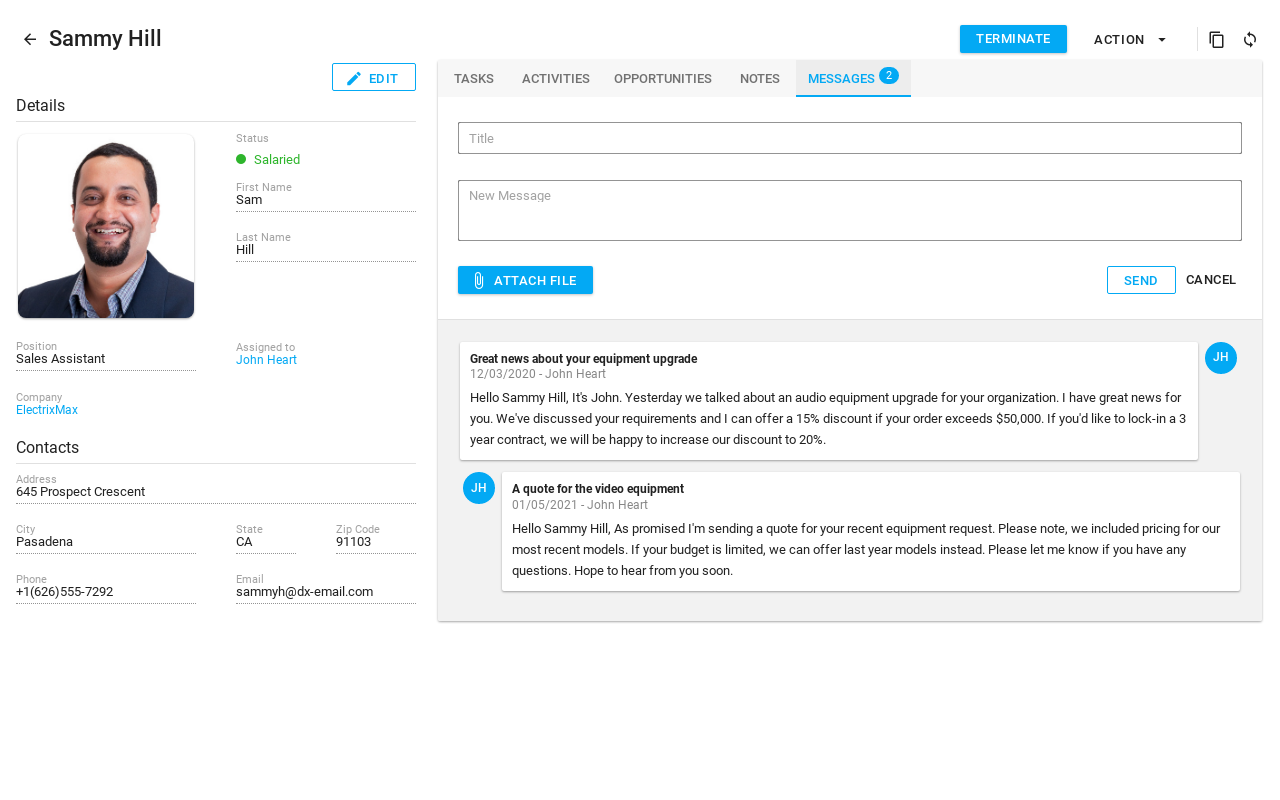 Sammy Hill
TERMINATE
ACTION
EDIT
TASKS
ACTIVITIES
OPPORTUNITIES
NOTES
MESSAGES 2
Details
Status
Salaried
First Name
Sam
Last Name
Hill
Position
Sales Assistant
Assigned to
John Heart
Company
ElectrixMax
Contacts
Address
645 Prospect Crescent
City
Pasadena
State
CA
Zip Code
91103
Phone
+1(626)555-7292
Email
sammyh@dx-email.com
Title
New Message
ATTACH FILE
SEND
CANCEL
Great news about your equipment upgrade
12/03/2020 - John Heart
Hello Sammy Hill, It's John. Yesterday we talked about an audio equipment upgrade for your organization. I have great news for
you. We've discussed your requirements and I can offer a 15% discount if your order exceeds $50,000. If you'd like to lock-in a 3
year contract, we will be happy to increase our discount to 20%.
JH
JH
A quote for the video equipment
01/05/2021 - John Heart
Hello Sammy Hill, As promised I'm sending a quote for your recent equipment request. Please note, we included pricing for our
most recent models. If your budget is limited, we can offer last year models instead. Please let me know if you have any
questions. Hope to hear from you soon.